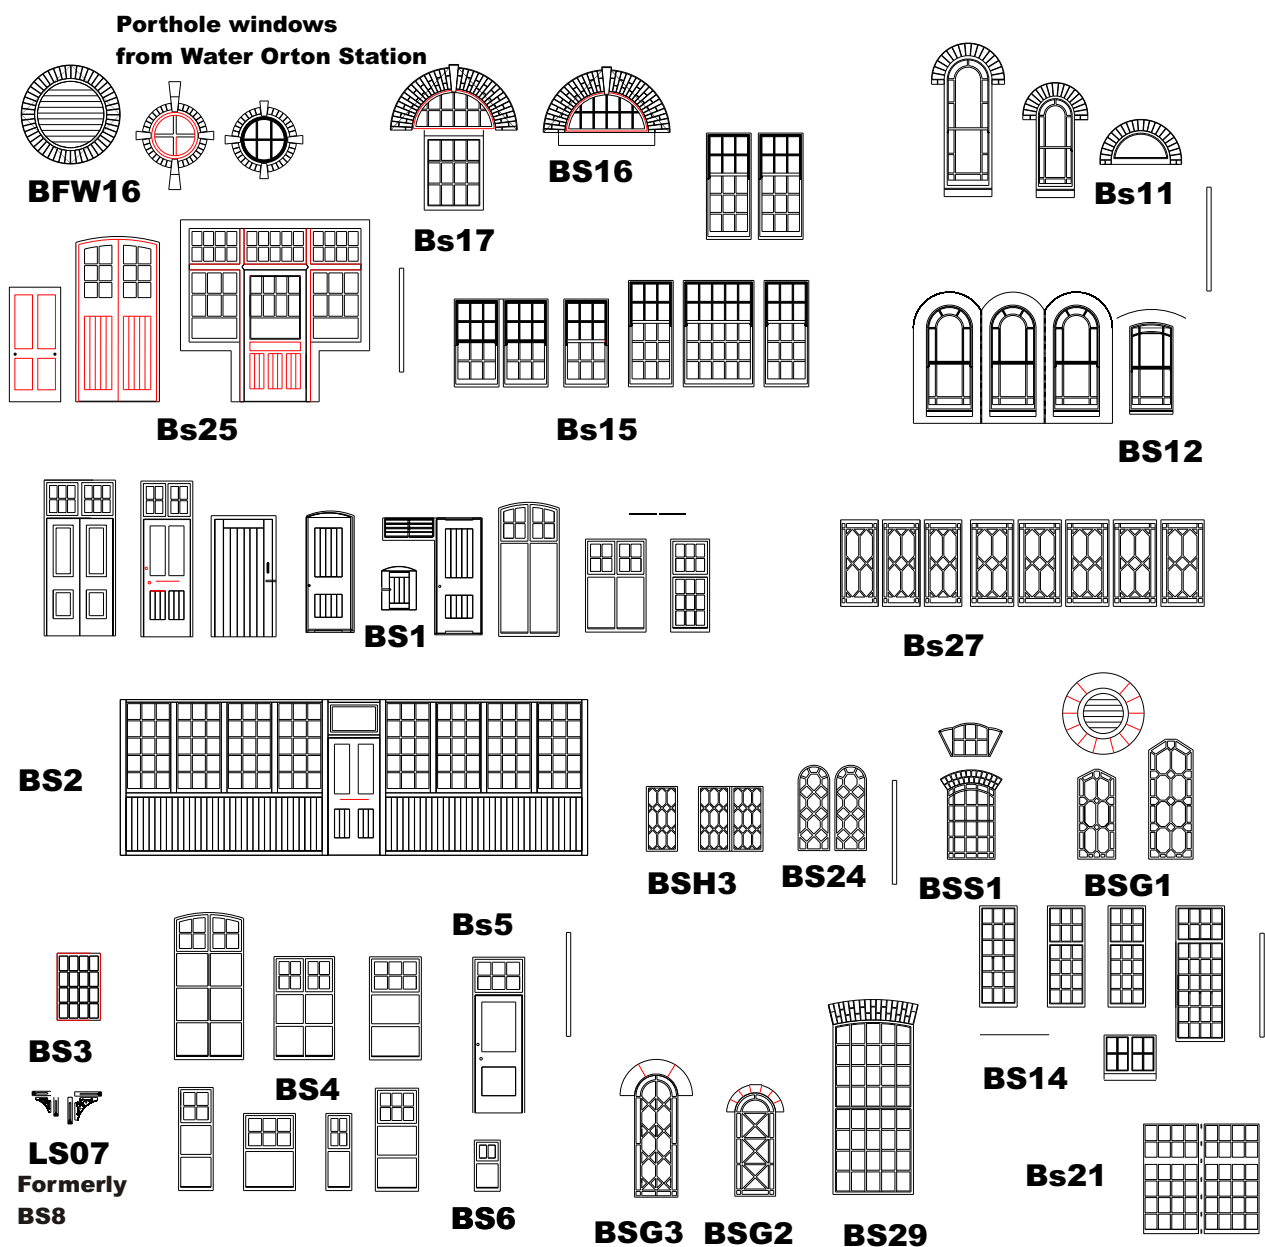 Porthole windows
from Water Orton Station
BFW16
Bs17
BS16
Bs11
Bs25
Bs15
BS12
BS1
Bs27
BS2
BSH3
BS24
BSS1
BSG1
Bs5
BS3
BS4
BS14
LS07
Formerly
BS8
BS6
BSG3
BSG2
BS29
Bs21